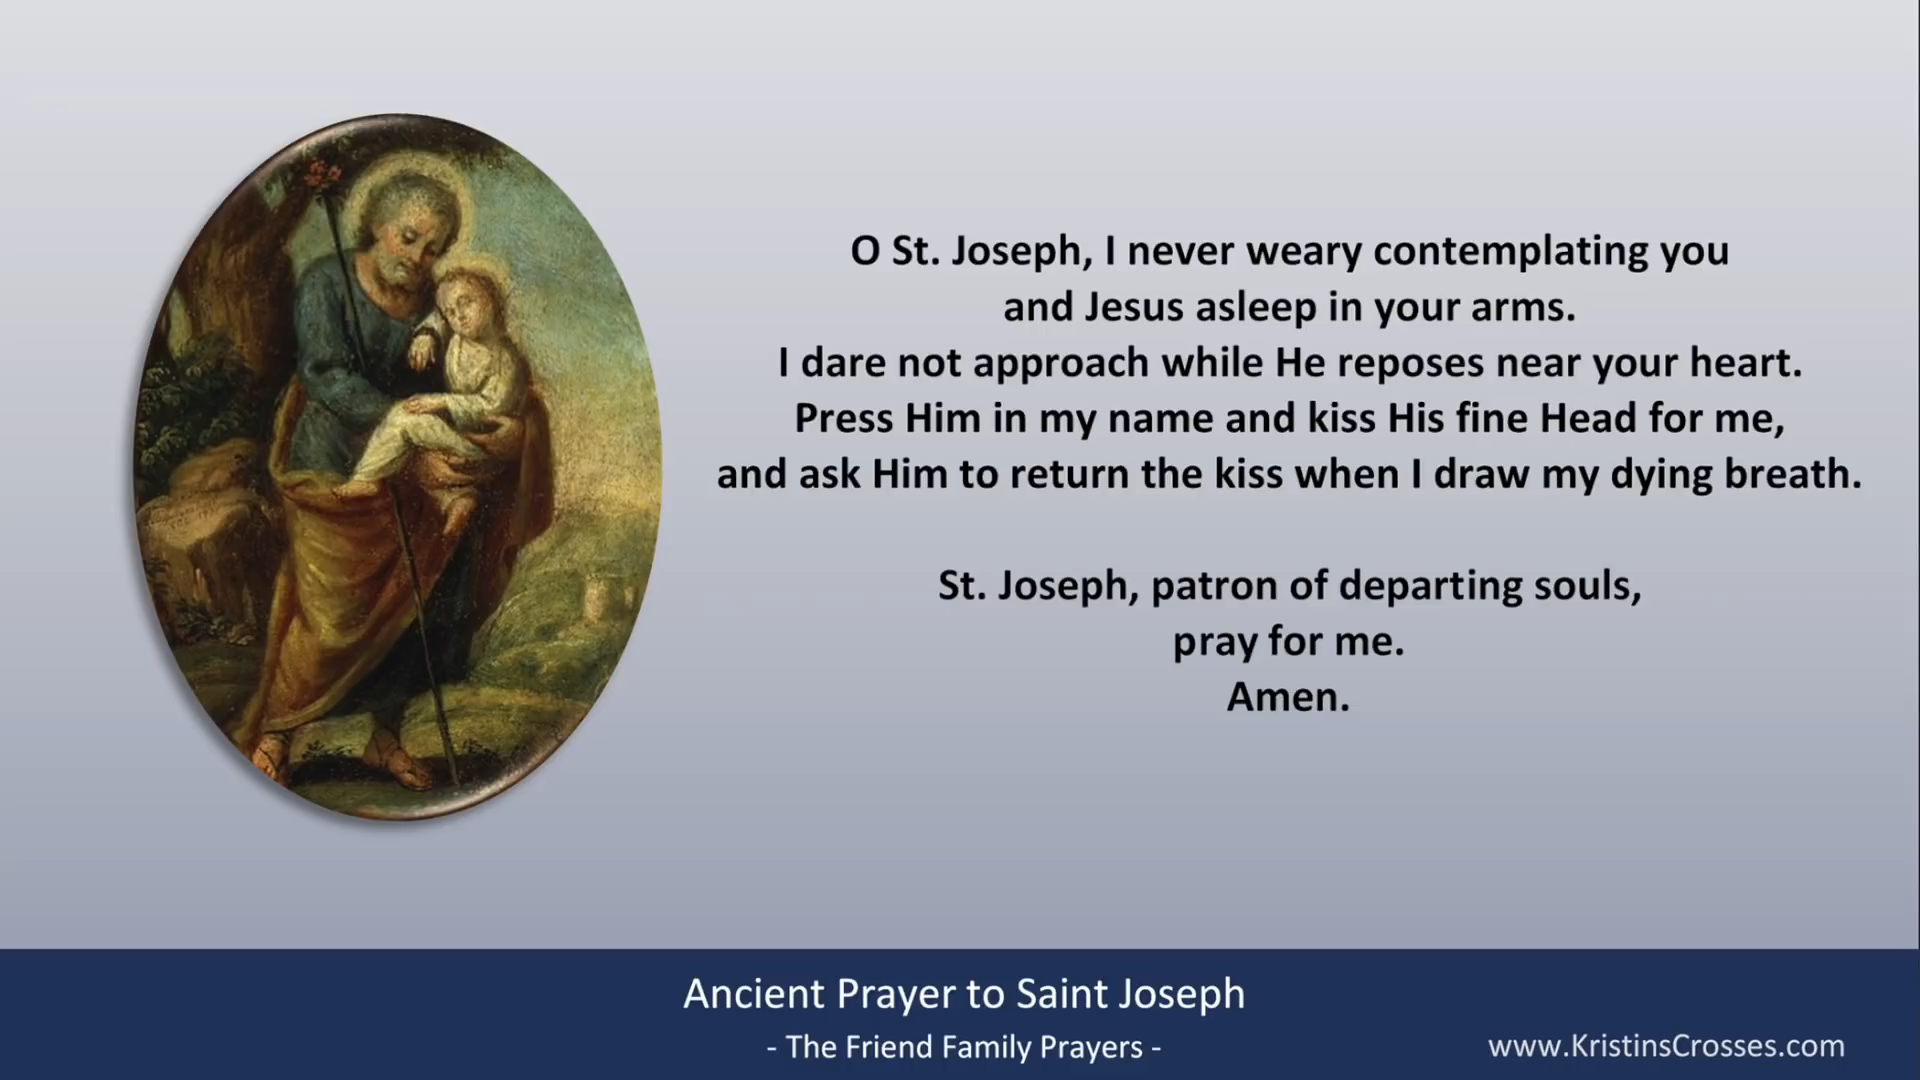 O St. Joseph, I never weary contemplating you
and Jesus asleep in your arms.
I dare not approach while He reposes near your heart.
Press Him in my name and kiss His fine Head for me,
and ask Him to return the kiss when I draw my dying breath.
St. Joseph, patron of departing souls,
pray for me.
Amen.
Ancient Prayer to Saint Joseph
- The Friend Family Prayers -
www.KristinsCrosses.com